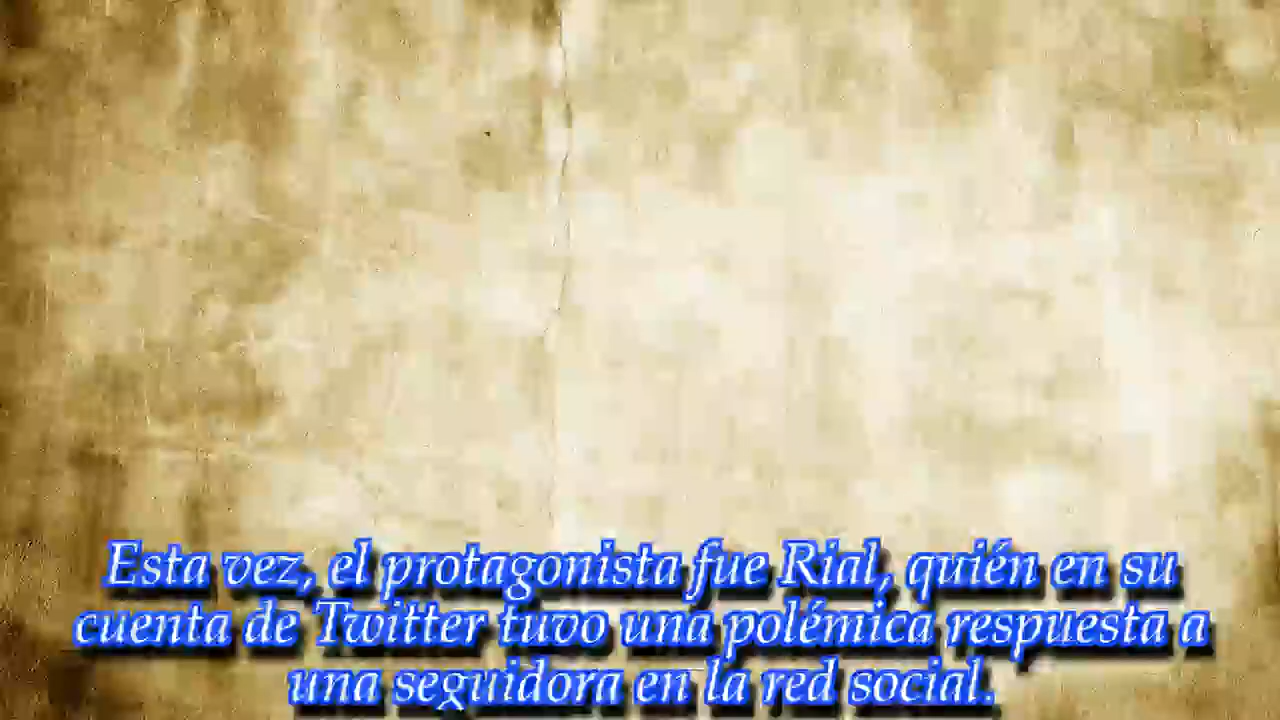 Esta vez, el protagonista fue Rial, quién en su
cuenta de Twitter tuvo una polémica respuesta a
una seguidora en la red social.